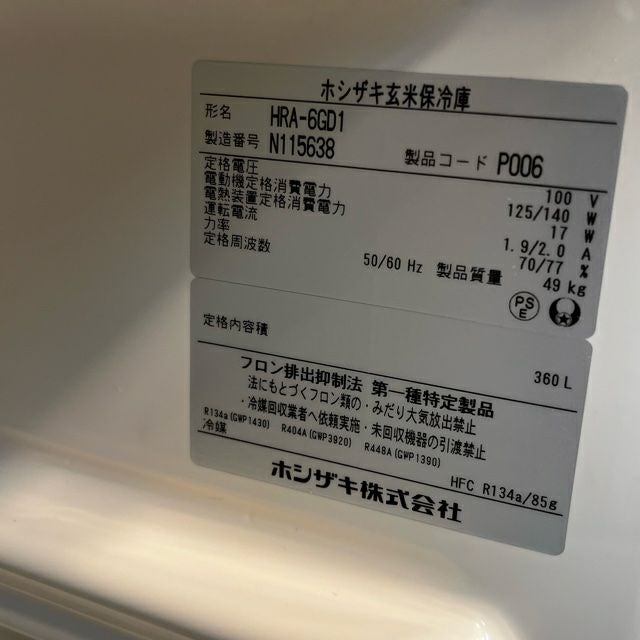 ホシザキ玄米保冷庫
形名 HRA-6GD1
製造番号 N115638 製品コード P006
定格電圧 100 V
電動機定格消費電力 125/140 W
電熱装置定格消費電力 17 W
運転電流 1.9/2.0 A
力率 70/77 %
定格周波数 50/60 Hz 製品質量 49 kg
PS
E
定格内容積 360 L
フロン排出抑制法 第一種特定製品
法にもとづくフロン類の・みだり大気放出禁止
・冷媒回収業者へ依頼実施・未回収機器の引渡禁止
R134a(GWP1430) R404A(GWP3920) R448A(GWP1390)
冷媒 HFC R134a/85g
ホシザキ株式会社